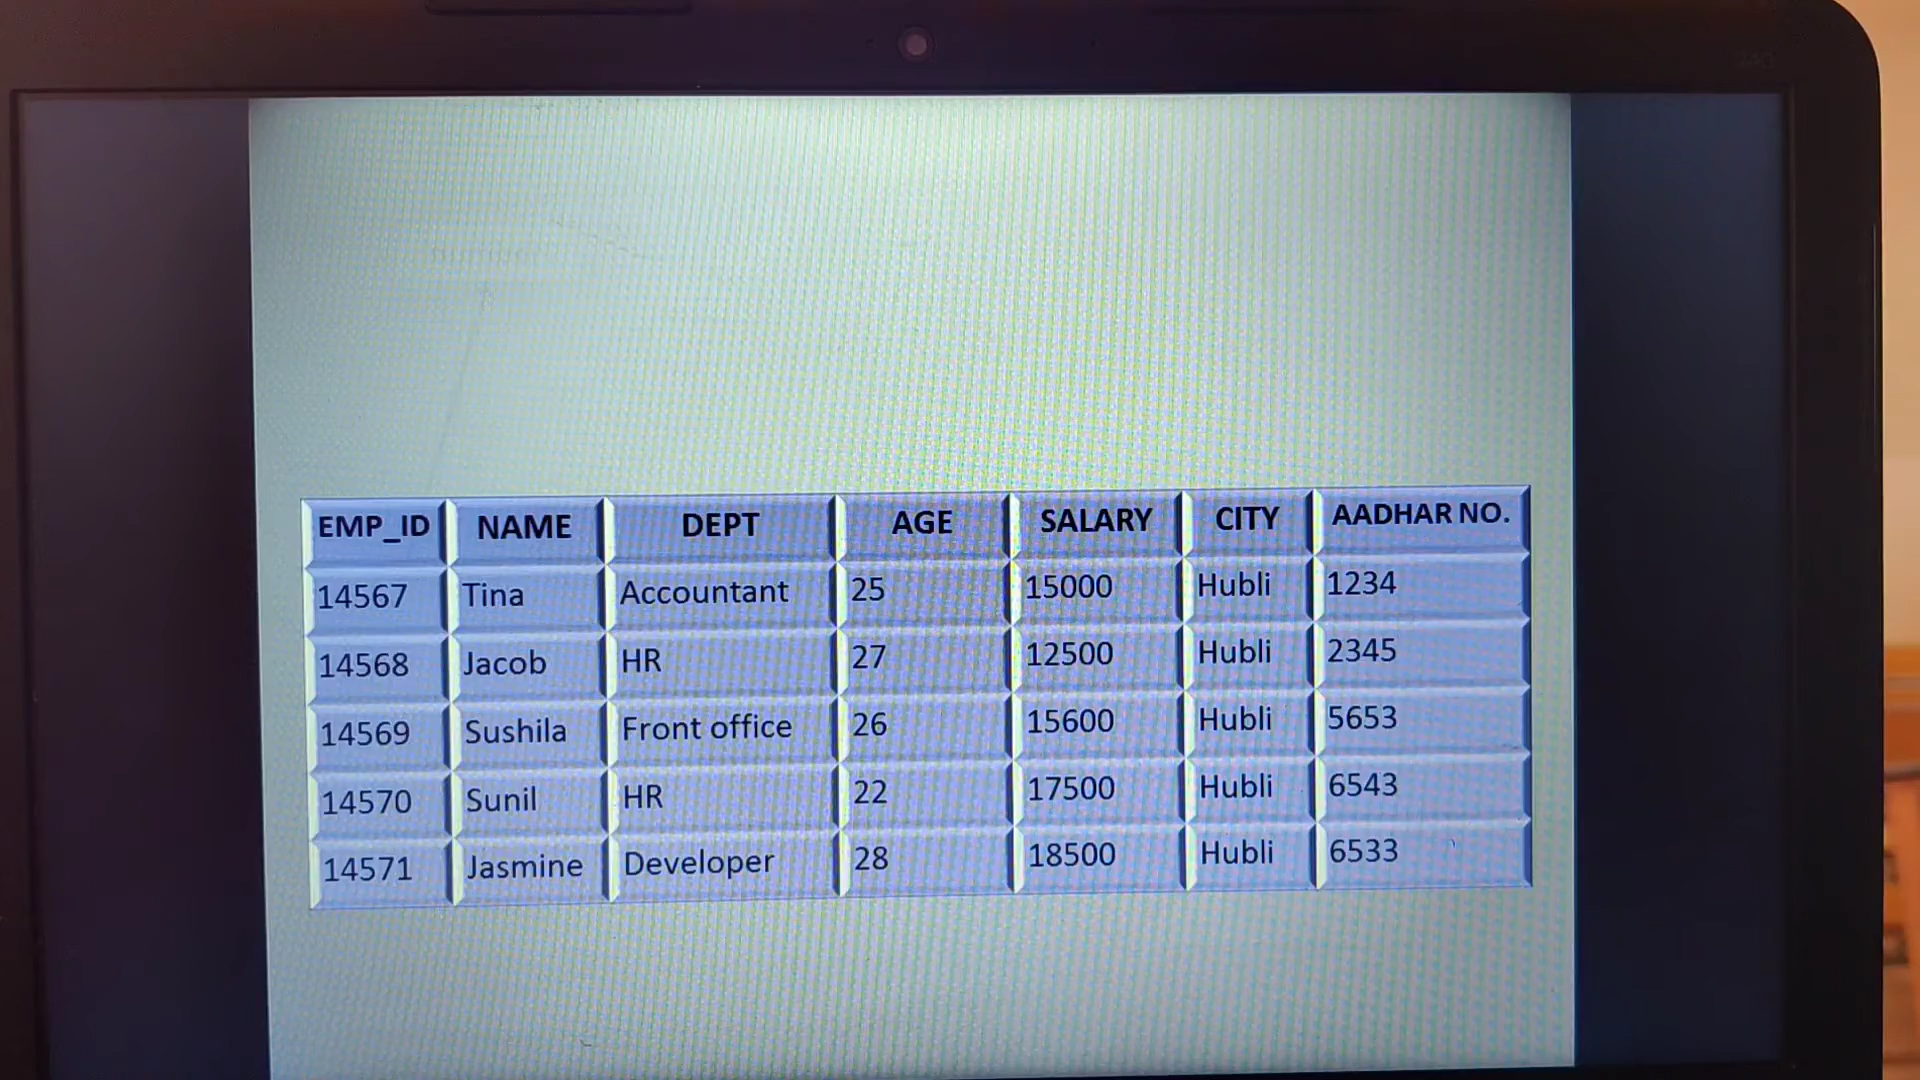 EMP_ID NAME DEPT AGE SALARY CITY AADHAR NO.
14567 Tina Accountant 25 15000 Hubli 1234
14568 Jacob HR 27 12500 Hubli 2345
14569 Sushila Front office 26 15600 Hubli 5653
14570 Sunil HR 22 17500 Hubli 6543
14571 Jasmine Developer 28 18500 Hubli 6533